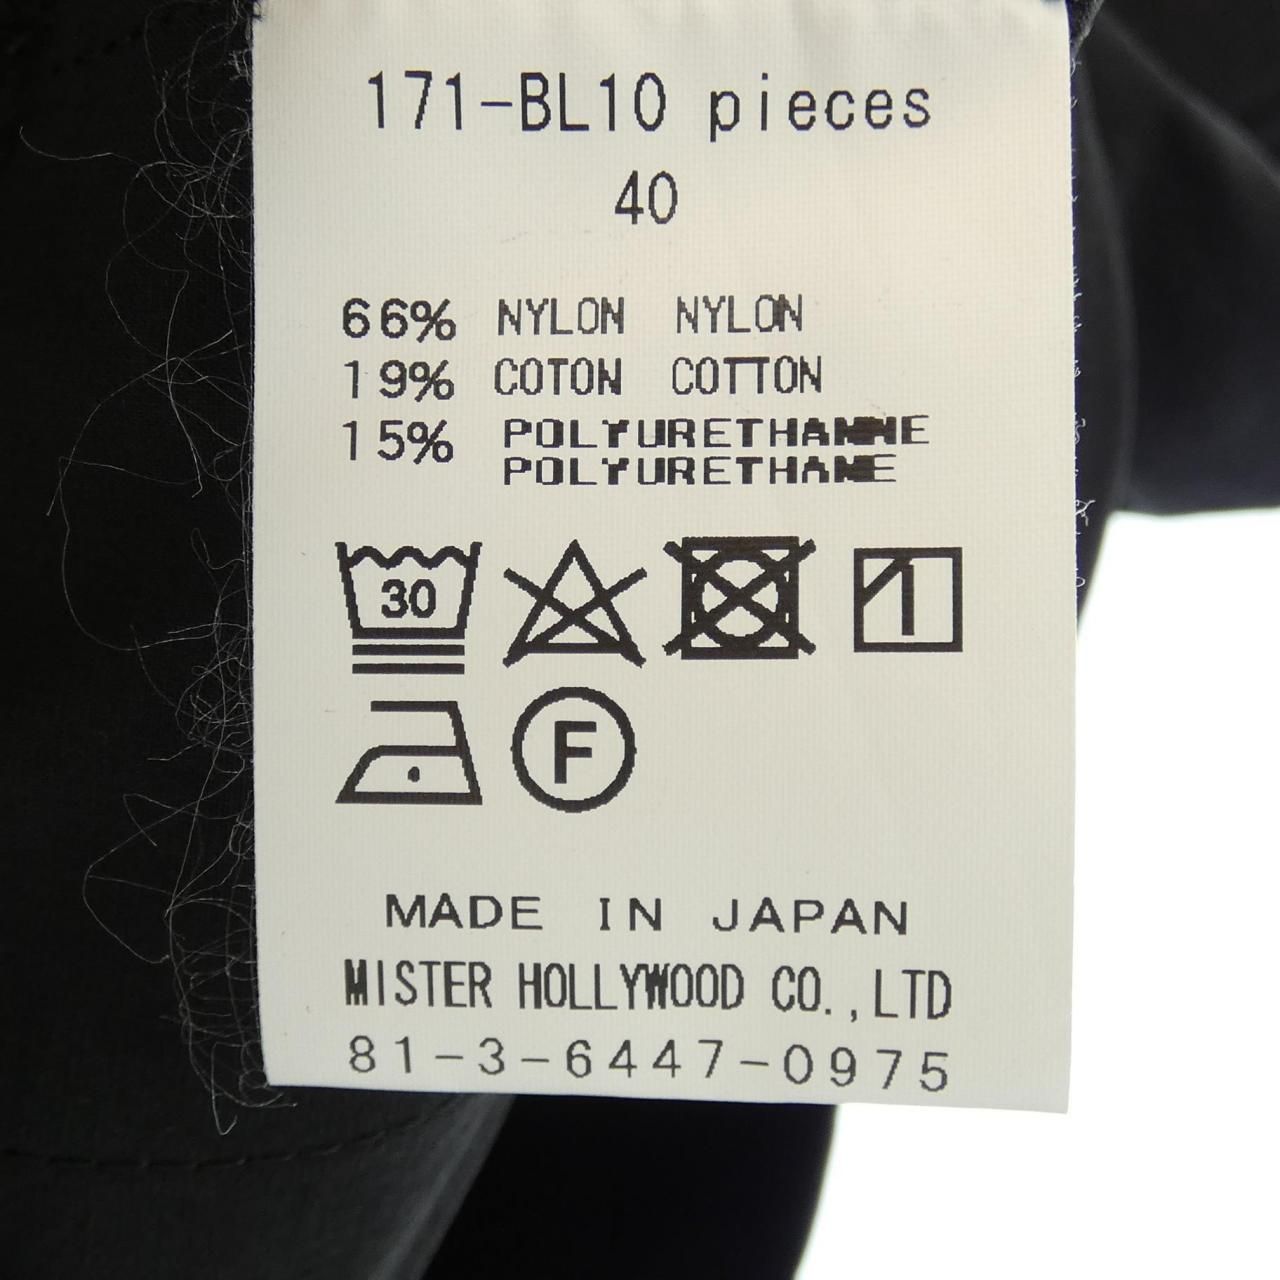 171-BL10 pieces
40
66% NYLON NYLON
19% COTON COTTON
15% POLYURETHANNE
POLYURETHANE
30
F
MADE IN JAPAN
MISTER HOLLYWOOD CO.,LTD
81-3-6447-0975